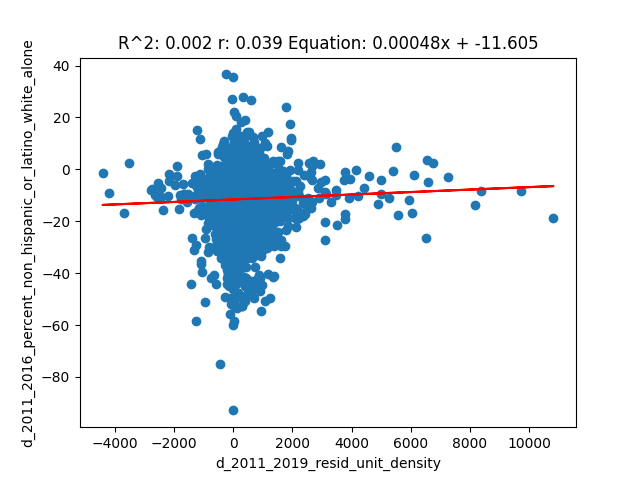 R^2: 0.002 r: 0.039 Equation: 0.00048x + -11.605
d_2011_2016_percent_non_hispanic_or_latino_white_alone
40
20
0
−20
−40
−60
−80
−4000 −2000 0 2000 4000 6000 8000 10000
d_2011_2019_resid_unit_density